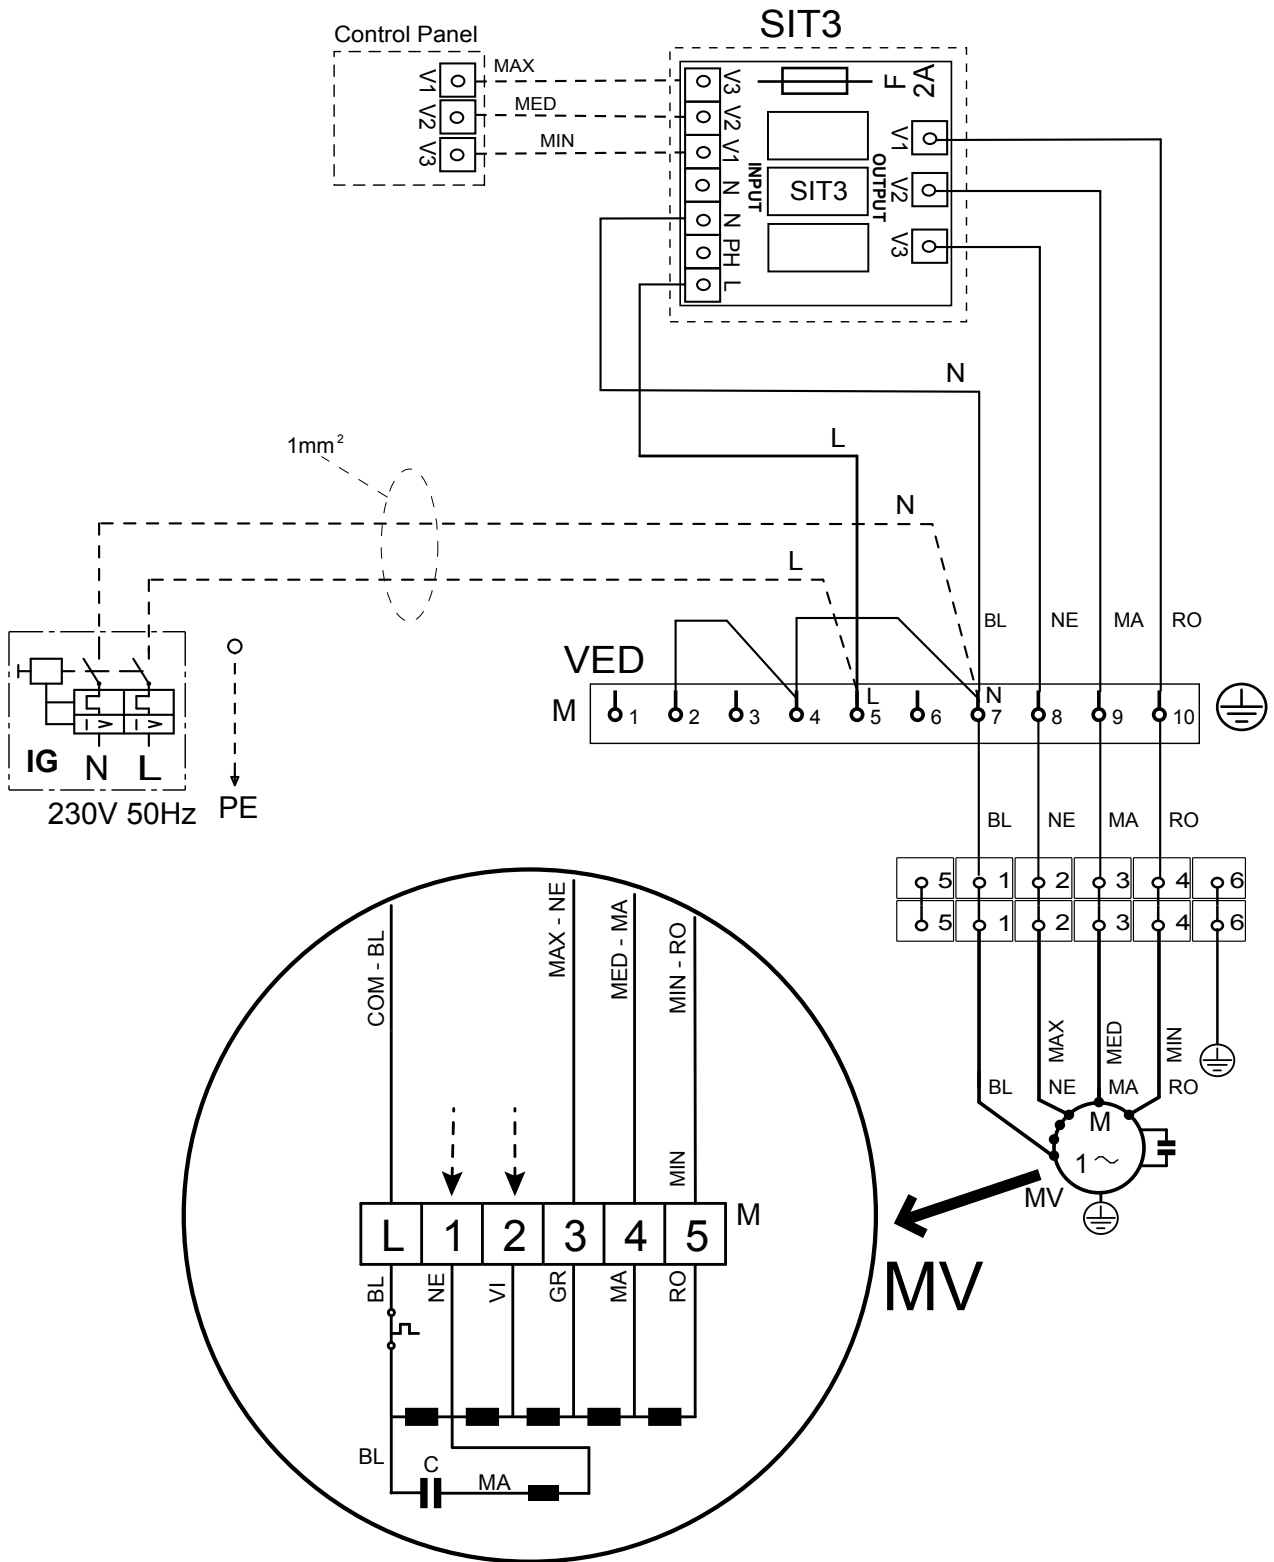 SIT3
Control Panel
V1
V2
V3
MAX
MED
MIN
V3
V2
V1
N
N
PH
L
INPUT
SIT3
OUTPUT
F
2A
V1
V2
V3
N
L
1mm²
N
L
BL
NE
MA
RO
VED
M
1
2
3
4
L
5
6
N
7
8
9
10
IG
N
L
I >
I >
230V 50Hz
PE
BL
NE
MA
RO
5
1
2
3
4
6
5
1
2
3
4
6
MAX
MED
MIN
BL
NE
MA
RO
M
1 ~
MV
MV
COM - BL
MAX - NE
MED - MA
MIN - RO
MIN
L
1
2
3
4
5
M
BL
NE
VI
GR
MA
RO
BL
C
MA